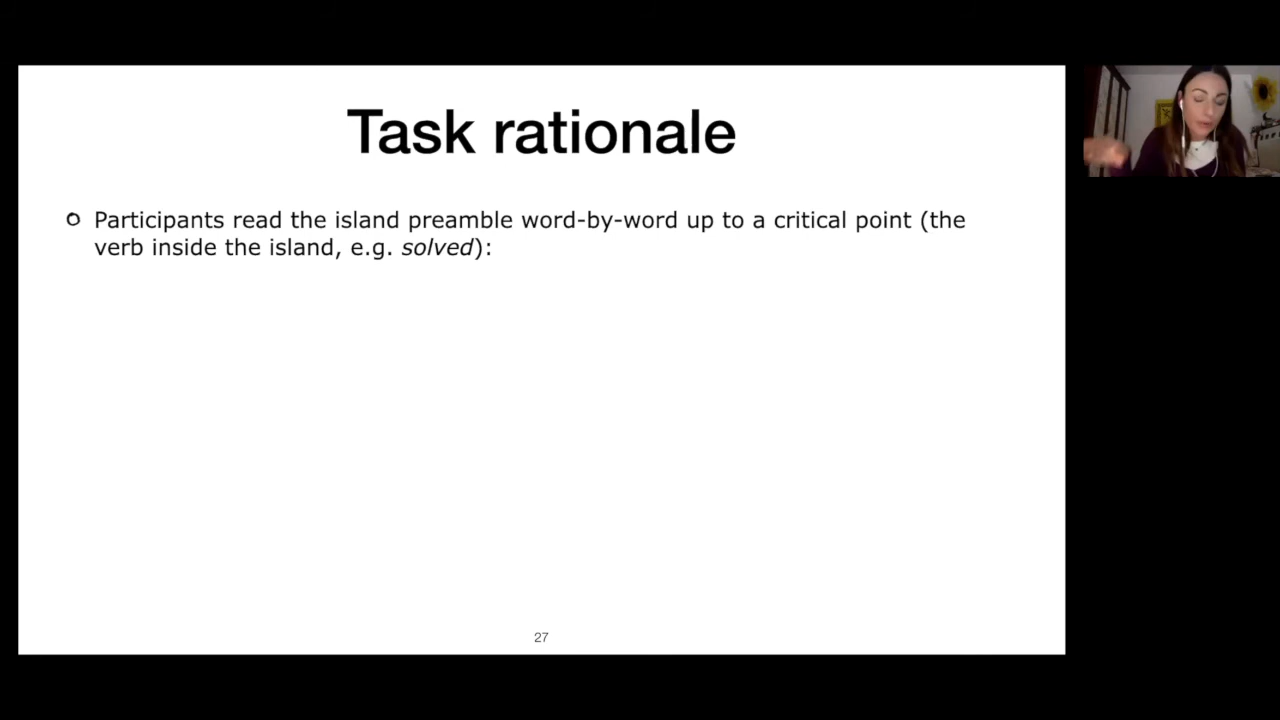 Task rationale
Participants read the island preamble word-by-word up to a critical point (the
verb inside the island, e.g. solved):
27